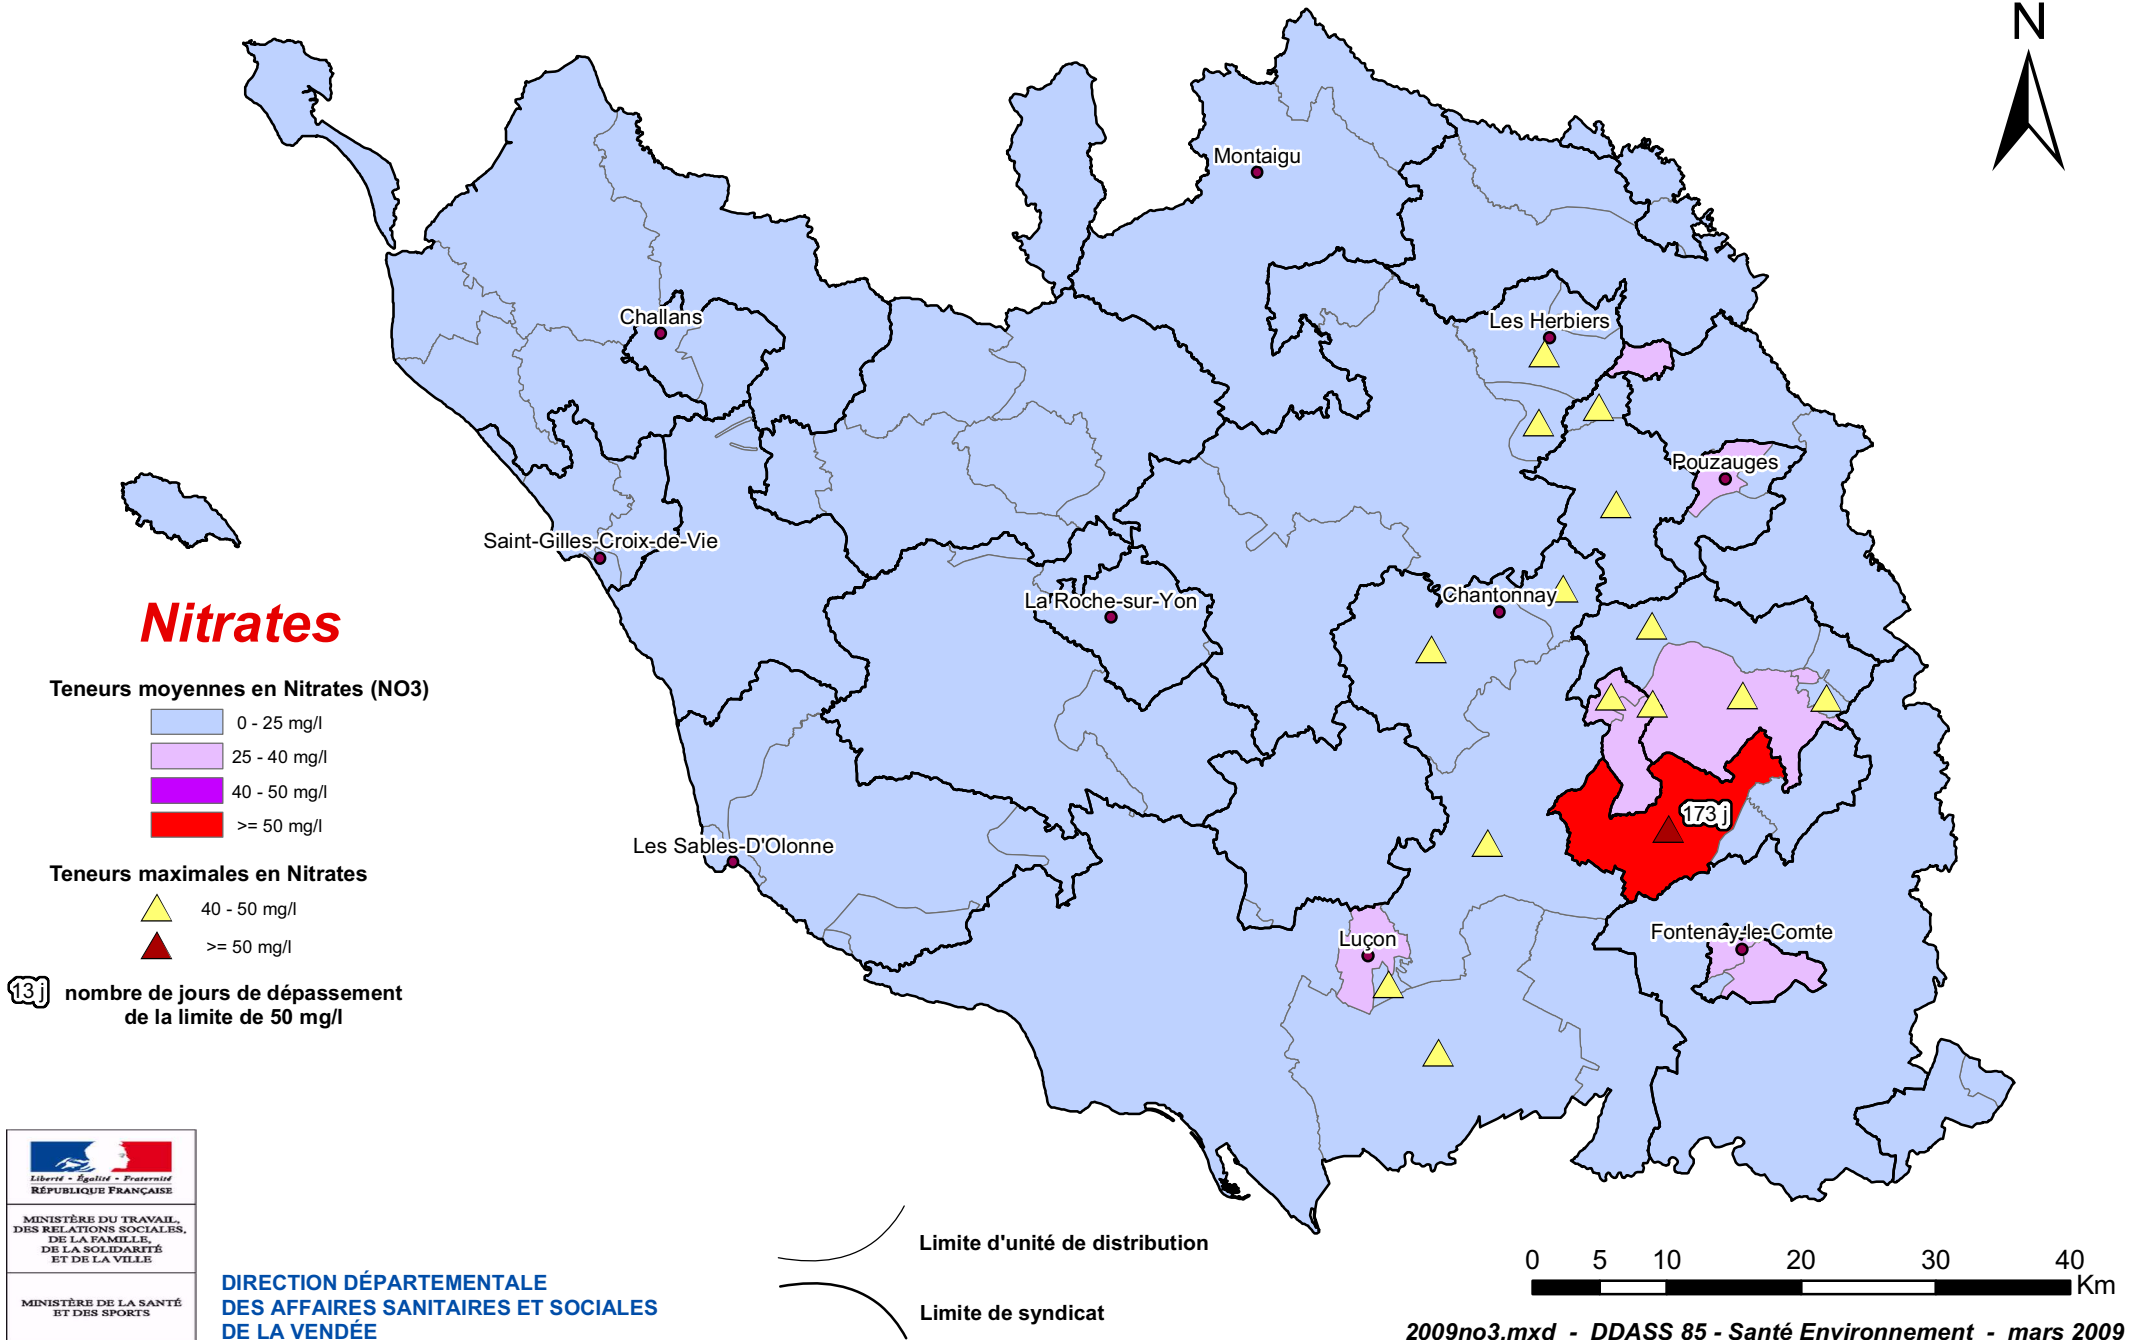 N
Montaigu
Challans
Les Herbiers
Pouzauges
Saint-Gilles-Croix-de-Vie
La Roche-sur-Yon
Chantonnay
173 j
Les Sables-D'Olonne
Luçon
Fontenay-le-Comte
Nitrates
Teneurs moyennes en Nitrates (NO3)
0 - 25 mg/l
25 - 40 mg/l
40 - 50 mg/l
>= 50 mg/l
Teneurs maximales en Nitrates
40 - 50 mg/l
>= 50 mg/l
13 j nombre de jours de dépassement
de la limite de 50 mg/l
Liberté • Égalité • Fraternité
RÉPUBLIQUE FRANÇAISE
MINISTÈRE DU TRAVAIL,
DES RELATIONS SOCIALES,
DE LA FAMILLE,
DE LA SOLIDARITÉ
ET DE LA VILLE
MINISTÈRE DE LA SANTÉ
ET DES SPORTS
DIRECTION DÉPARTEMENTALE
DES AFFAIRES SANITAIRES ET SOCIALES
DE LA VENDÉE
Limite d'unité de distribution
Limite de syndicat
0 5 10 20 30 40
Km
2009no3.mxd - DDASS 85 - Santé Environnement - mars 2009